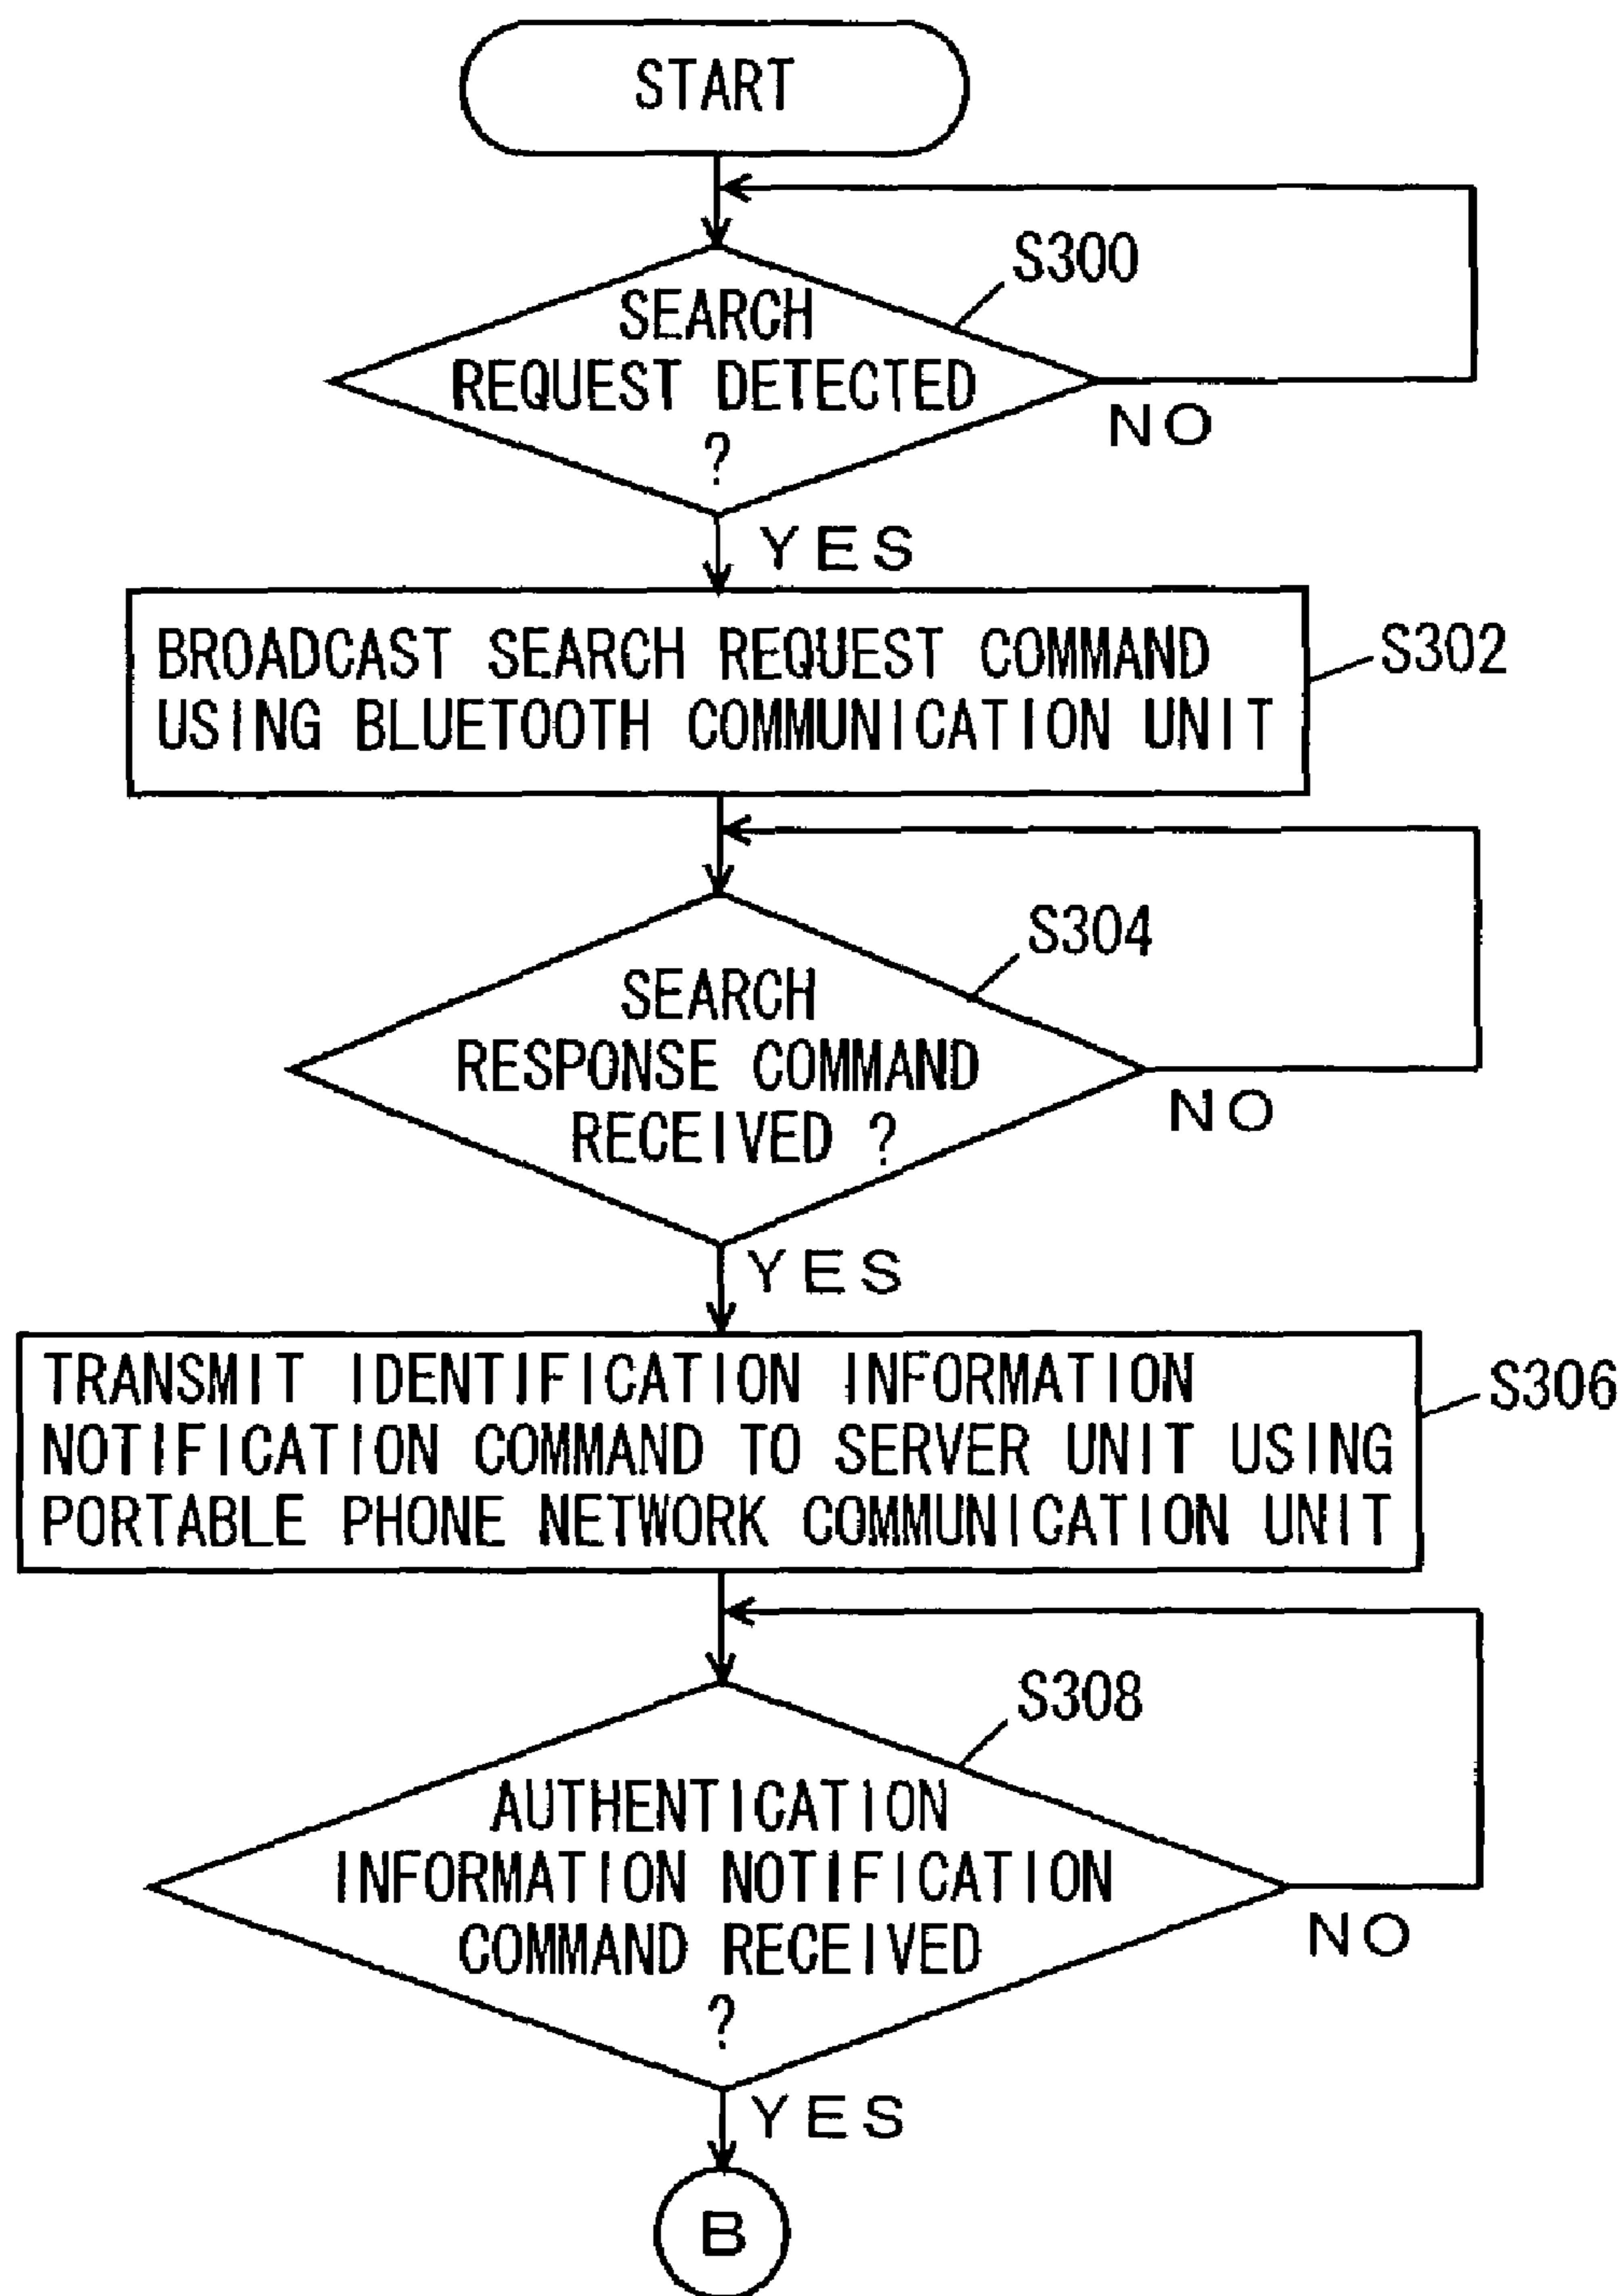 START
S300
SEARCH
REQUEST DETECTED
?
NO
YES
BROADCAST SEARCH REQUEST COMMAND
USING BLUETOOTH COMMUNICATION UNIT
S302
S304
SEARCH
RESPONSE COMMAND
RECEIVED ?
NO
YES
TRANSMIT IDENTIFICATION INFORMATION
NOTIFICATION COMMAND TO SERVER UNIT USING
PORTABLE PHONE NETWORK COMMUNICATION UNIT
S306
S308
AUTHENTICATION
INFORMATION NOTIFICATION
COMMAND RECEIVED
?
NO
YES
B